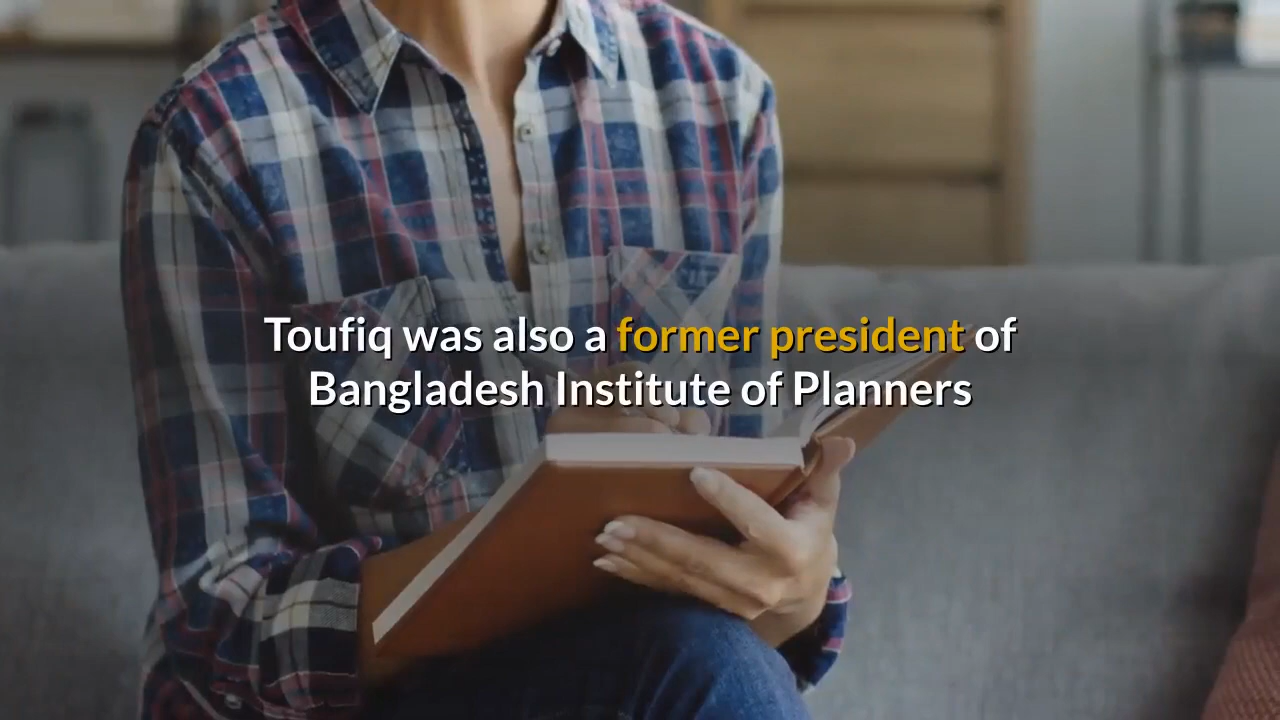 Toufiq was also a former president of
Bangladesh Institute of Planners